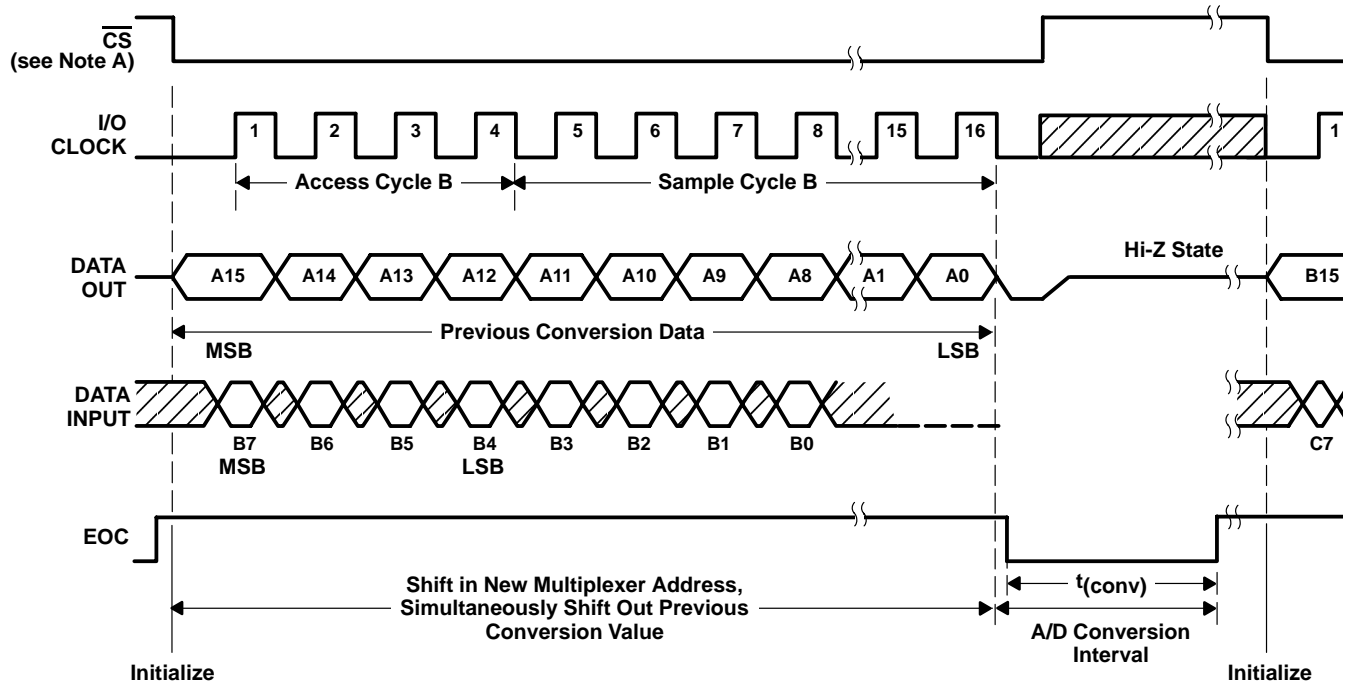 CS
(see Note A)
I/O
CLOCK
1 2 3 4 5 6 7 8 15 16 1
Access Cycle B Sample Cycle B
Hi-Z State
DATA
OUT
A15 A14 A13 A12 A11 A10 A9 A8 A1 A0 B15
Previous Conversion Data
MSB LSB
DATA
INPUT
B7 B6 B5 B4 B3 B2 B1 B0 C7
MSB LSB
EOC
t(conv)
Shift in New Multiplexer Address,
Simultaneously Shift Out Previous
Conversion Value
A/D Conversion
Interval
Initialize Initialize